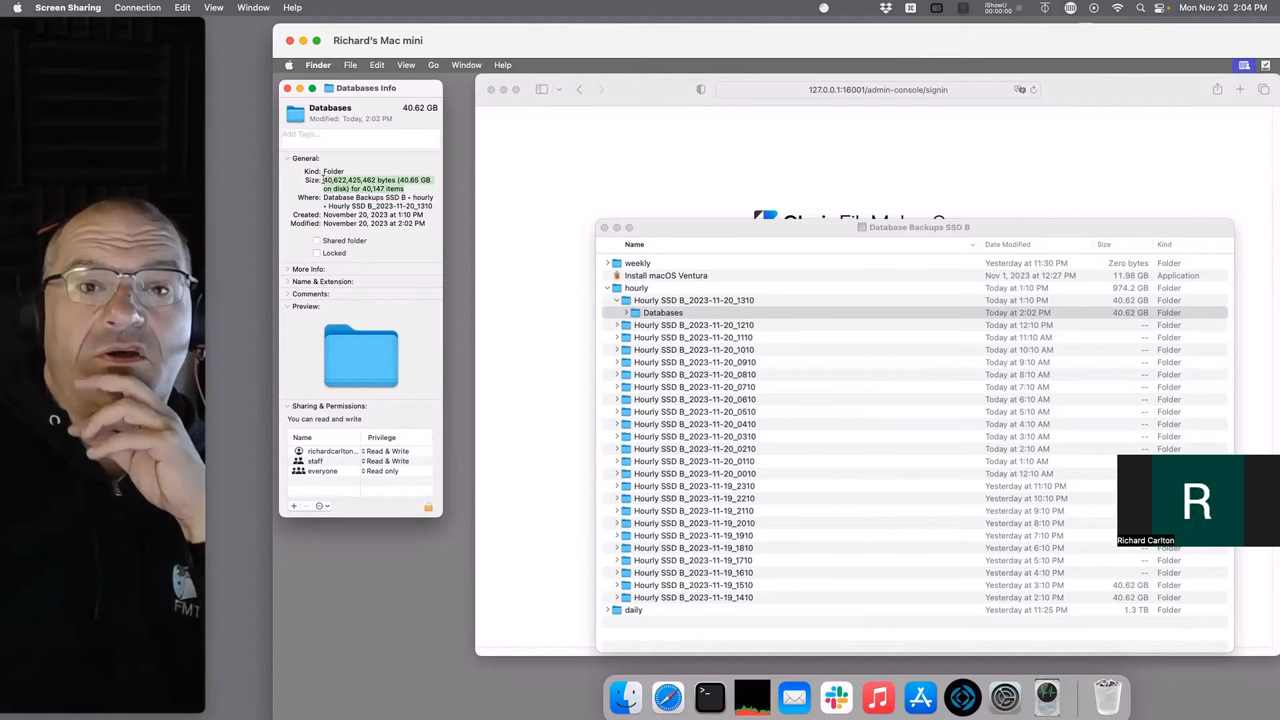 Screen Sharing Connection Edit View Window Help
iShowU
00:00:00
Mon Nov 20 2:04 PM
Richard's Mac mini
Finder File Edit View Go Window Help
Databases Info
Databases 40.62 GB
Modified: Today, 2:02 PM
Add Tags...
General:
Kind: Folder
Size: 40,622,425,462 bytes (40.65 GB
on disk) for 40,147 items
Where: Database Backups SSD B ▸ hourly
▸ Hourly SSD B_2023-11-20_1310
Created: November 20, 2023 at 1:10 PM
Modified: November 20, 2023 at 2:02 PM
Shared folder
Locked
More Info:
Name & Extension:
Comments:
Preview:
Sharing & Permissions:
You can read and write
Name Privilege
richardcarlton... Read & Write
staff Read & Write
everyone Read only
127.0.0.1:16001/admin-console/signin
Database Backups SSD B
Name Date Modified Size Kind
weekly Yesterday at 11:30 PM Zero bytes Folder
Install macOS Ventura Nov 1, 2023 at 12:27 PM 11.98 GB Application
hourly Today at 1:10 PM 974.2 GB Folder
Hourly SSD B_2023-11-20_1310 Today at 1:10 PM 40.62 GB Folder
Databases Today at 2:02 PM 40.62 GB Folder
Hourly SSD B_2023-11-20_1210 Today at 12:10 PM -- Folder
Hourly SSD B_2023-11-20_1110 Today at 11:10 AM -- Folder
Hourly SSD B_2023-11-20_1010 Today at 10:10 AM -- Folder
Hourly SSD B_2023-11-20_0910 Today at 9:10 AM -- Folder
Hourly SSD B_2023-11-20_0810 Today at 8:10 AM -- Folder
Hourly SSD B_2023-11-20_0710 Today at 7:10 AM -- Folder
Hourly SSD B_2023-11-20_0610 Today at 6:10 AM -- Folder
Hourly SSD B_2023-11-20_0510 Today at 5:10 AM -- Folder
Hourly SSD B_2023-11-20_0410 Today at 4:10 AM -- Folder
Hourly SSD B_2023-11-20_0310 Today at 3:10 AM -- Folder
Hourly SSD B_2023-11-20_0210 Today at 2:10 AM -- Folder
Hourly SSD B_2023-11-20_0110 Today at 1:10 AM
Hourly SSD B_2023-11-20_0010 Today at 12:10 AM
Hourly SSD B_2023-11-19_2310 Yesterday at 11:10 PM
Hourly SSD B_2023-11-19_2210 Yesterday at 10:10 PM
Hourly SSD B_2023-11-19_2110 Yesterday at 9:10 PM
Hourly SSD B_2023-11-19_2010 Yesterday at 8:10 PM
Hourly SSD B_2023-11-19_1910 Yesterday at 7:10 PM
Hourly SSD B_2023-11-19_1810 Yesterday at 6:10 PM -- Folder
Hourly SSD B_2023-11-19_1710 Yesterday at 5:10 PM -- Folder
Hourly SSD B_2023-11-19_1610 Yesterday at 4:10 PM -- Folder
Hourly SSD B_2023-11-19_1510 Yesterday at 3:10 PM 40.62 GB Folder
Hourly SSD B_2023-11-19_1410 Yesterday at 2:10 PM 40.62 GB Folder
daily Yesterday at 11:25 PM 1.3 TB Folder
R
Richard Carlton
FMT